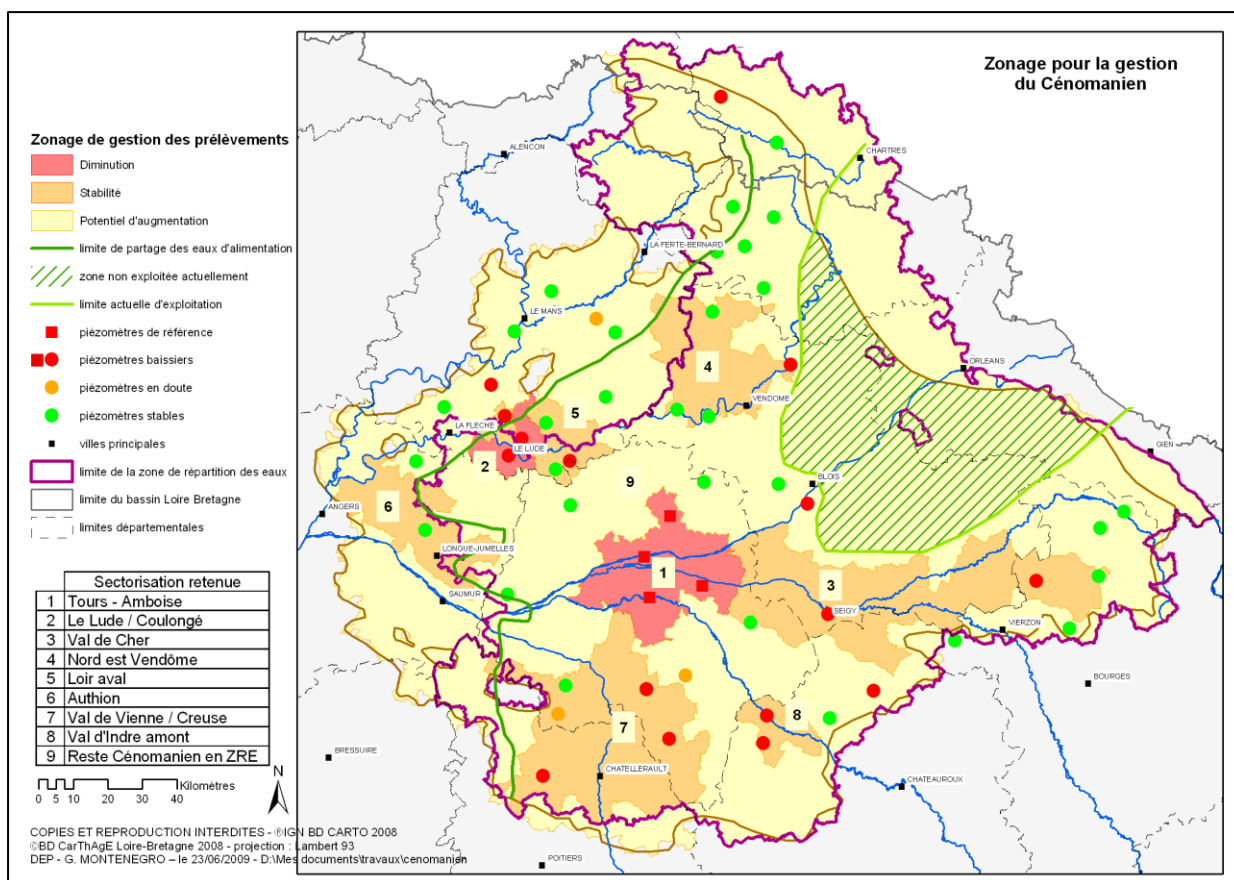 Zonage pour la gestion
du Cénomanien
Zonage de gestion des prélèvements
Diminution
Stabilité
Potentiel d'augmentation
limite de partage des eaux d'alimentation
zone non exploitée actuellement
limite actuelle d'exploitation
piézomètres de référence
piézomètres baissiers
piézomètres en doute
piézomètres stables
villes principales
limite de la zone de répartition des eaux
limite du bassin Loire Bretagne
limites départementales
Sectorisation retenue
1 Tours - Amboise
2 Le Lude / Coulongé
3 Val de Cher
4 Nord est Vendôme
5 Loir aval
6 Authion
7 Val de Vienne / Creuse
8 Val d'Indre amont
9 Reste Cénomanien en ZRE
Kilomètres
0 5 10 20 30 40
N
COPIES ET REPRODUCTION INTERDITES - ®IGN BD CARTO 2008
©BD CarThAgE Loire-Bretagne 2008 - projection : Lambert 93
DEP - G. MONTENEGRO – le 23/06/2009 - D:\Mes documents\travaux\cenomanien
ALENCON
CHARTRES
LA FERTE-BERNARD
LE MANS
ORLEANS
4
VENDOME
5
LA FLECHE
LE LUDE
2
GIEN
9
BLOIS
6
ANGERS
LONGUE-JUMELLES
1
3
SAUMUR
SEIGY
VIERZON
BOURGES
7
8
BRESSUIRE
CHATELLERAULT
CHATEAUROUX
POITIERS